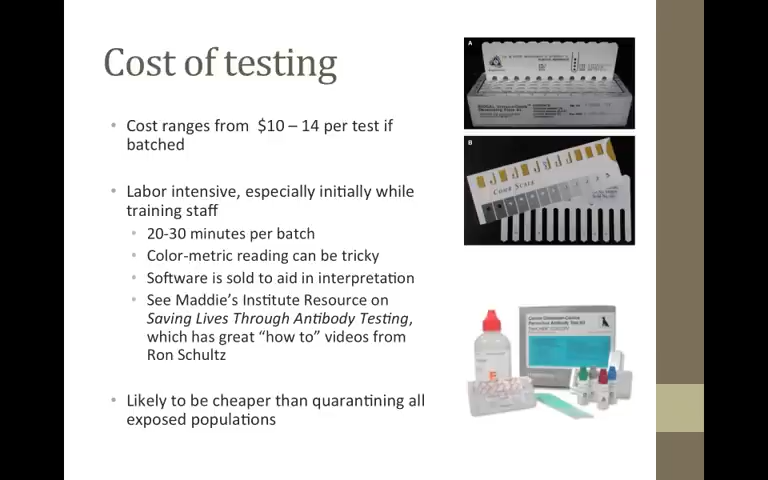 Cost of testing
Cost ranges from $10 – 14 per test if
batched
Labor intensive, especially initially while
training staff
20-30 minutes per batch
Color-metric reading can be tricky
Software is sold to aid in interpretation
See Maddie's Institute Resource on
Saving Lives Through Antibody Testing,
which has great "how to" videos from
Ron Schultz
Likely to be cheaper than quarantining all
exposed populations
A
B